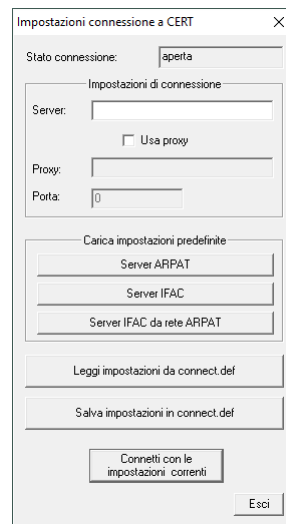 Impostazioni connessione a CERT
Stato connessione: aperta
Impostazioni di connessione
Server:
Usa proxy
Proxy:
Porta: 0
Carica impostazioni predefinite
Server ARPAT
Server IFAC
Server IFAC da rete ARPAT
Leggi impostazioni da connect.def
Salva impostazioni in connect.def
Connetti con le
impostazioni correnti
Esci